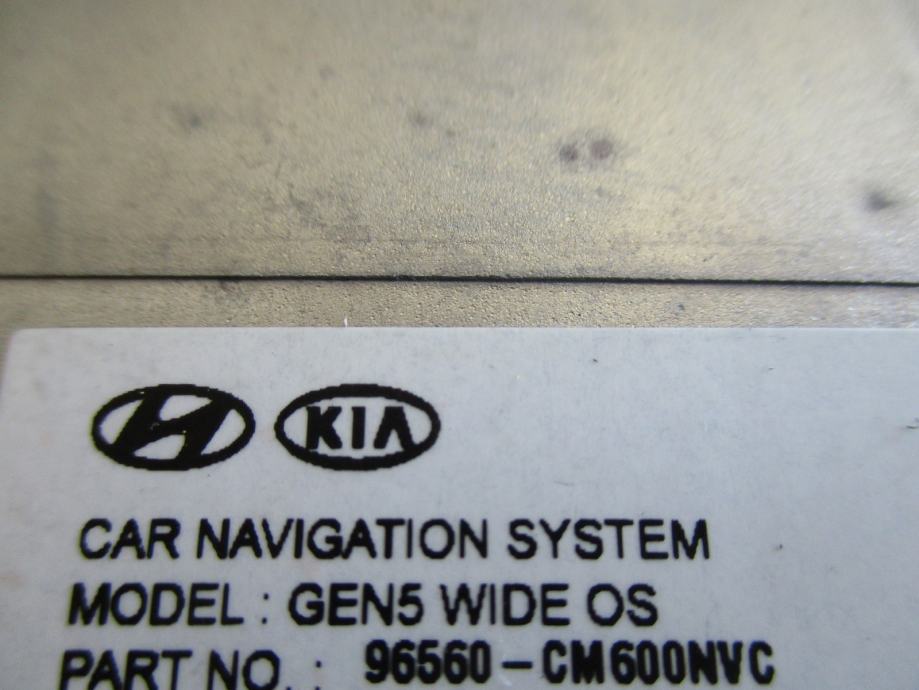 KIA
CAR NAVIGATION SYSTEM
MODEL : GEN5 WIDE OS
PART NO. : 96560-CM600NVC